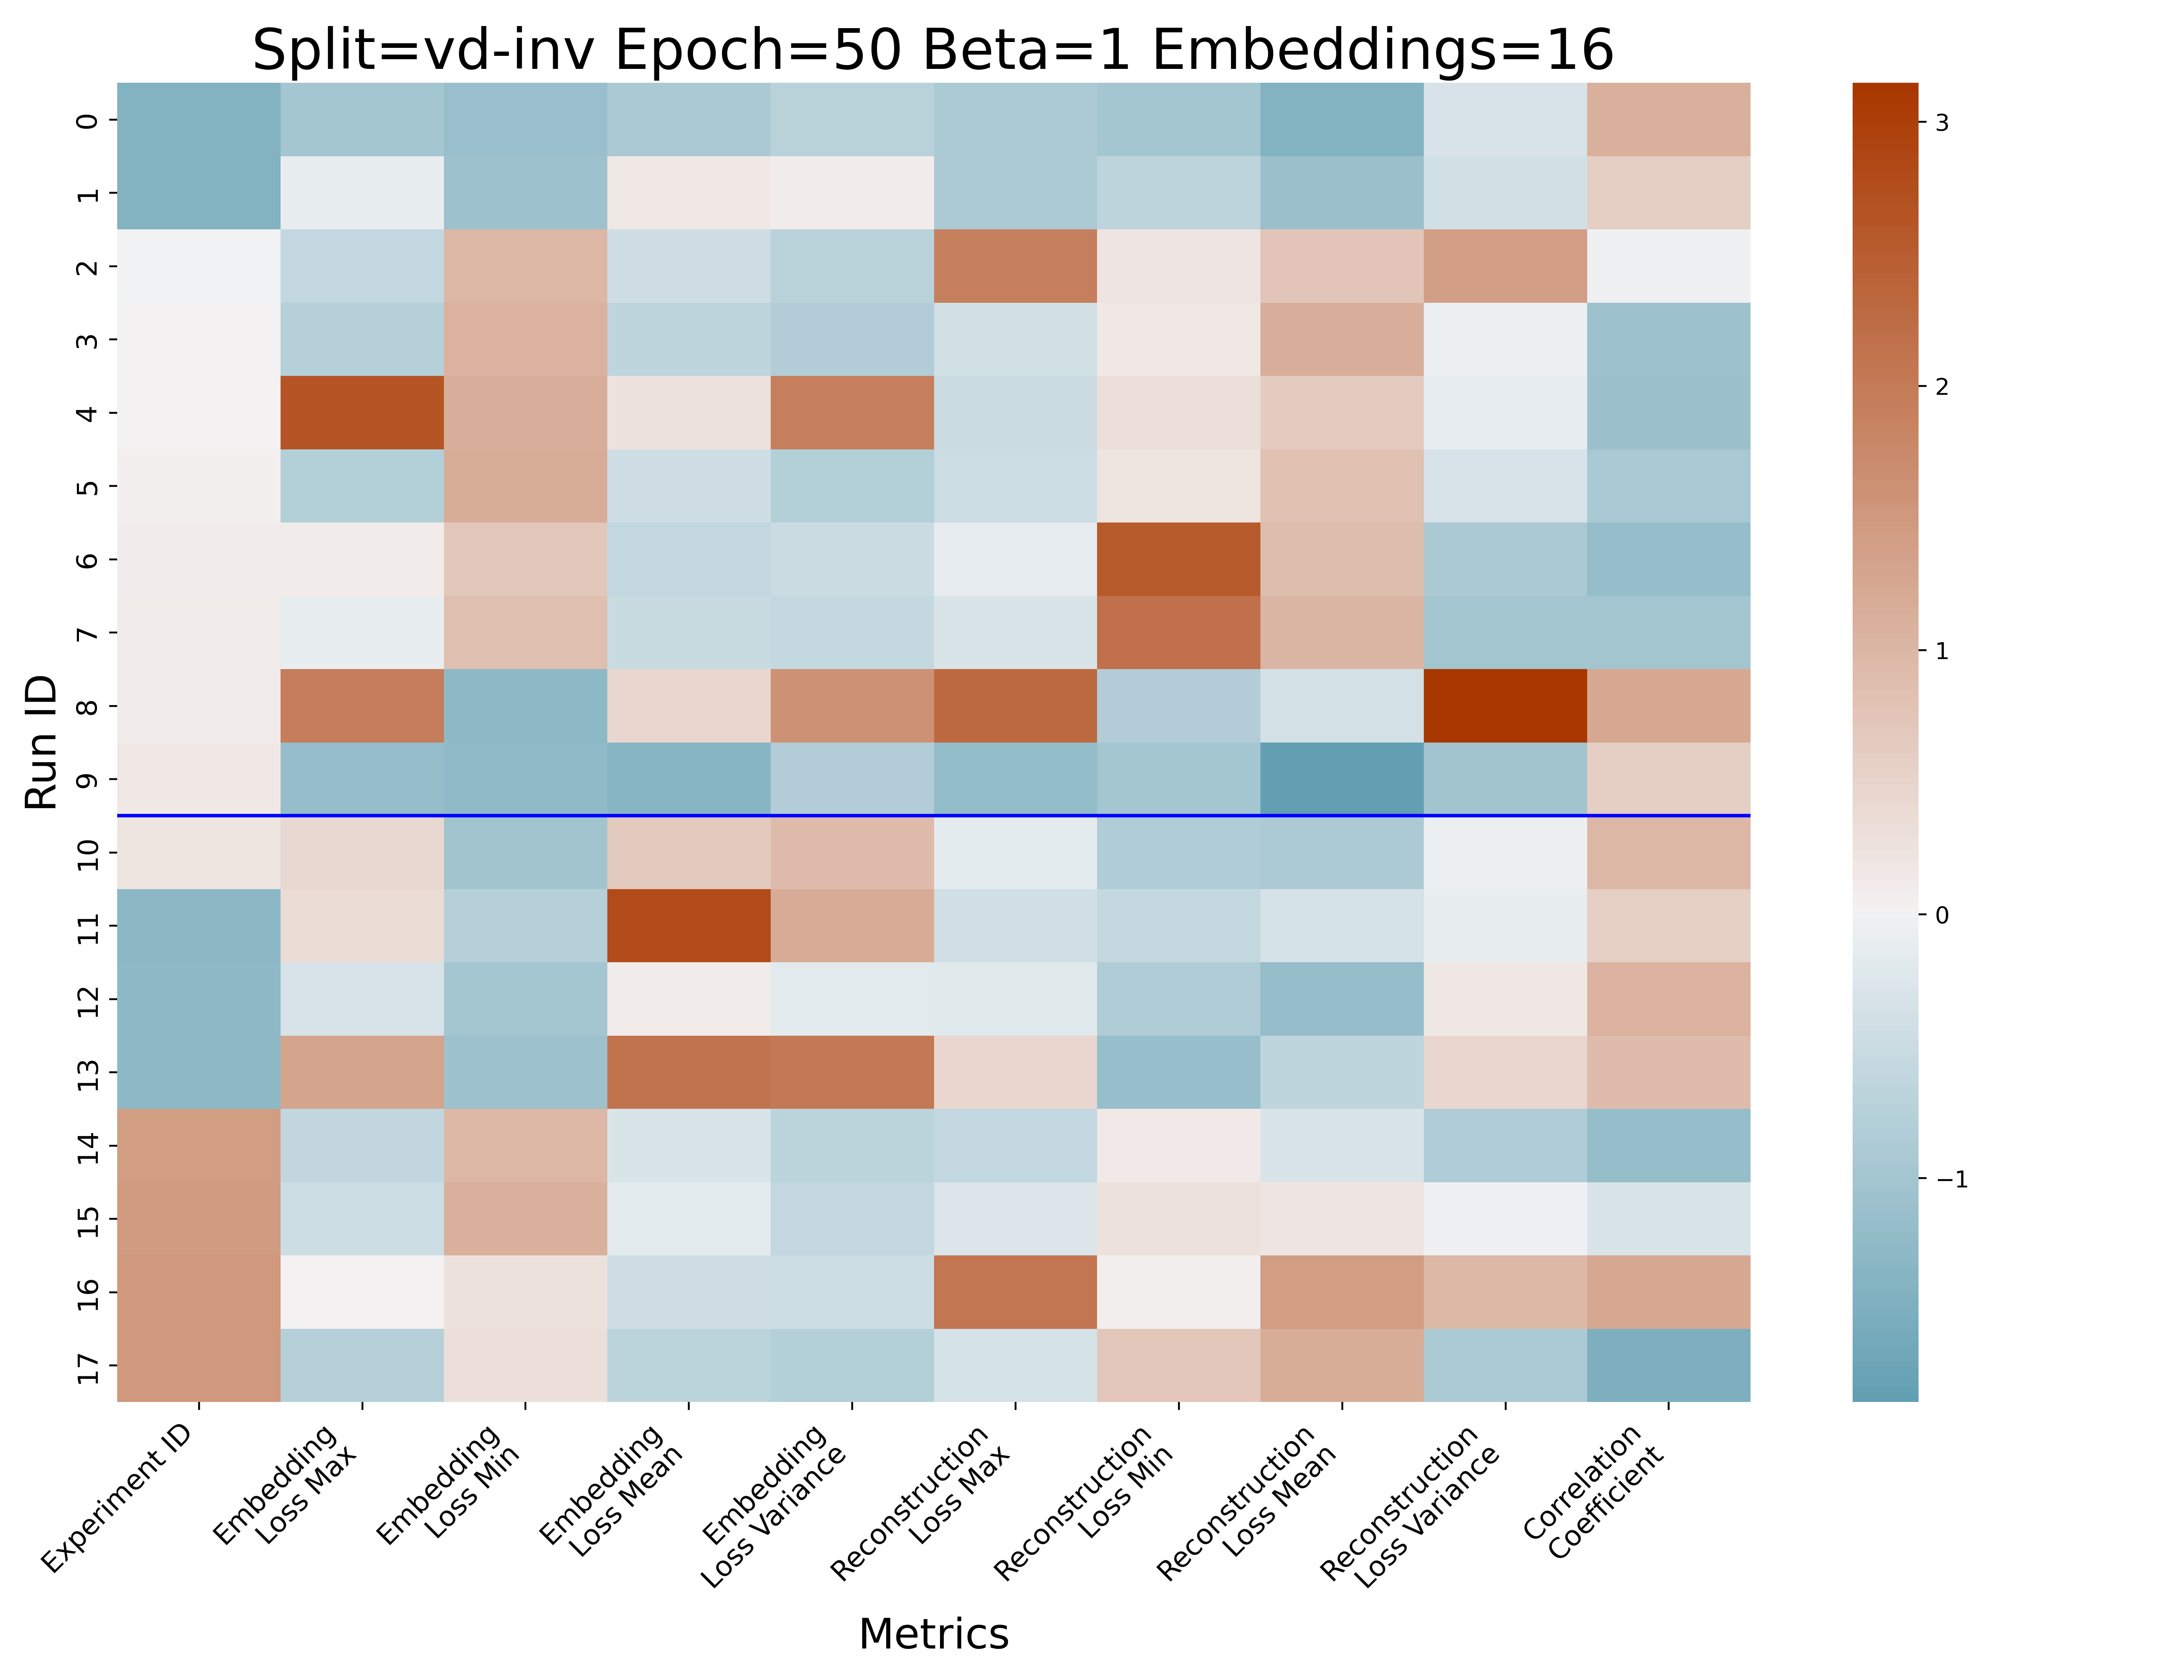 Split=vd-inv Epoch=50 Beta=1 Embeddings=16
Run ID
0
1
2
3
4
5
6
7
8
9
10
11
12
13
14
15
16
17
3
2
1
0
−1
Experiment ID
Embedding
Loss Max
Embedding
Loss Min
Embedding
Loss Mean
Embedding
Loss Variance
Reconstruction
Loss Max
Reconstruction
Loss Min
Reconstruction
Loss Mean
Reconstruction
Loss Variance
Correlation
Coefficient
Metrics